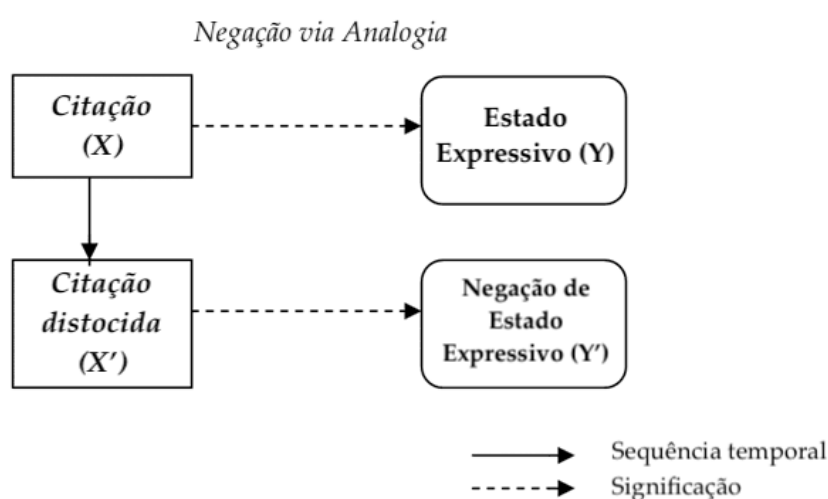 Negação via Analogia
Citação
(X)
Estado
Expressivo (Y)
Citação
distocida
(X’)
Negação de
Estado
Expressivo (Y’)
Sequência temporal
Significação